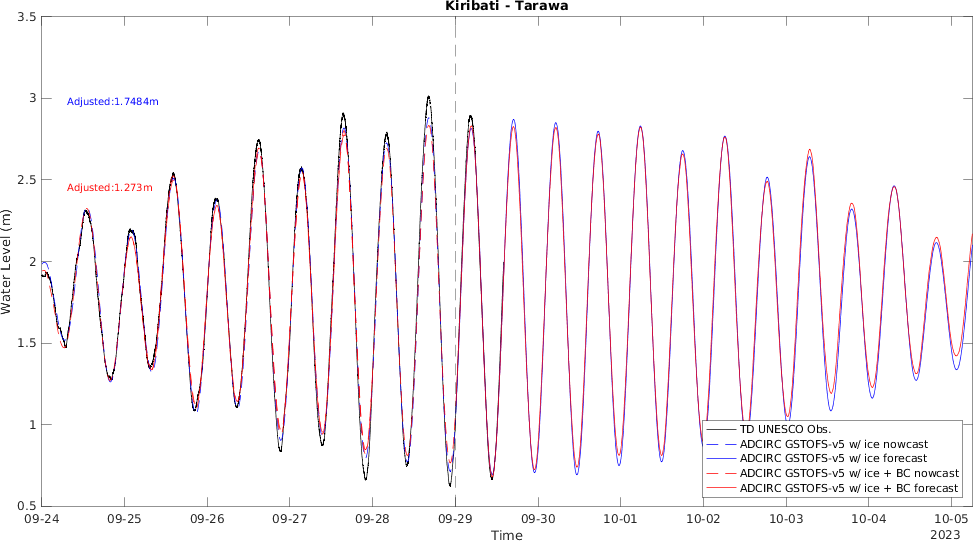 Kiribati - Tarawa
3.5
3
2.5
2
1.5
1
0.5
Water Level (m)
Adjusted:1.7484m
Adjusted:1.273m
TD UNESCO Obs.
ADCIRC GSTOFS-v5 w/ ice nowcast
ADCIRC GSTOFS-v5 w/ ice forecast
ADCIRC GSTOFS-v5 w/ ice + BC nowcast
ADCIRC GSTOFS-v5 w/ ice + BC forecast
09-24 09-25 09-26 09-27 09-28 09-29 09-30 10-01 10-02 10-03 10-04 10-05
2023
Time